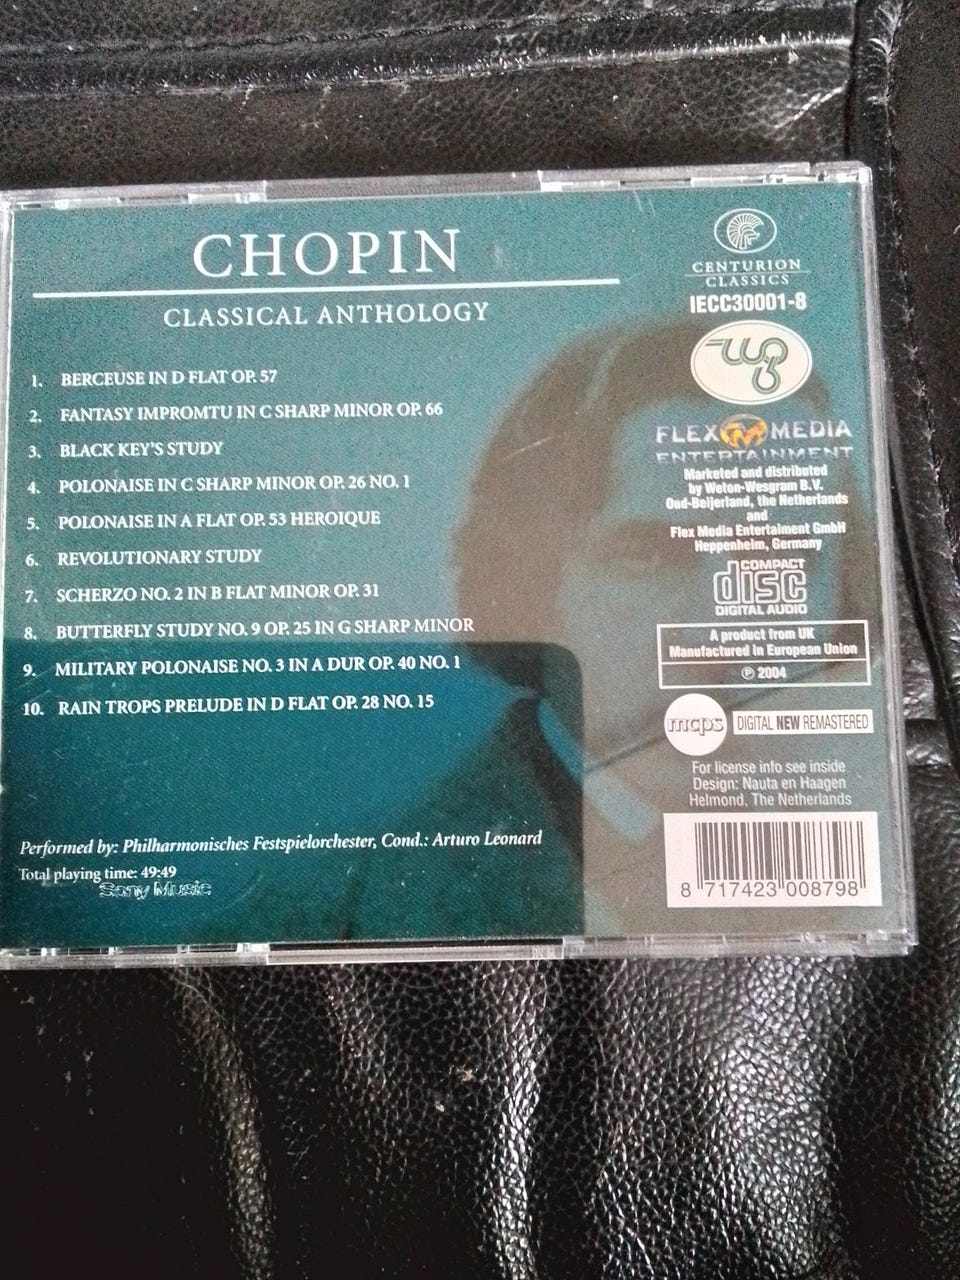 CHOPIN
CLASSICAL ANTHOLOGY
1. BERCEUSE IN D FLAT OP. 57
2. FANTASY IMPROMTU IN C SHARP MINOR OP. 66
3. BLACK KEY'S STUDY
4. POLONAISE IN C SHARP MINOR OP. 26 NO. 1
5. POLONAISE IN A FLAT OP. 53 HEROIQUE
6. REVOLUTIONARY STUDY
7. SCHERZO NO. 2 IN B FLAT MINOR OP. 31
8. BUTTERFLY STUDY NO. 9 OP. 25 IN G SHARP MINOR
9. MILITARY POLONAISE NO. 3 IN A DUR OP. 40 NO. 1
10. RAIN TROPS PRELUDE IN D FLAT OP. 28 NO. 15
Performed by: Philharmonisches Festspielorchester, Cond.: Arturo Leonard
Total playing time: 49:49
Sony Music
CENTURION
CLASSICS
IECC30001-8
FLEX MEDIA
ENTERTAINMENT
Marketed and distributed
by Weton-Wesgram B.V.
Oud-Beijerland, the Netherlands
and
Flex Media Entertaiment GmbH
Heppenheim, Germany
COMPACT
disc
DIGITAL AUDIO
A product from UK
Manufactured in European Union
℗ 2004
mcps DIGITAL NEW REMASTERED
For license info see inside
Design: Nauta en Haagen
Helmond, The Netherlands
8 717423 008798